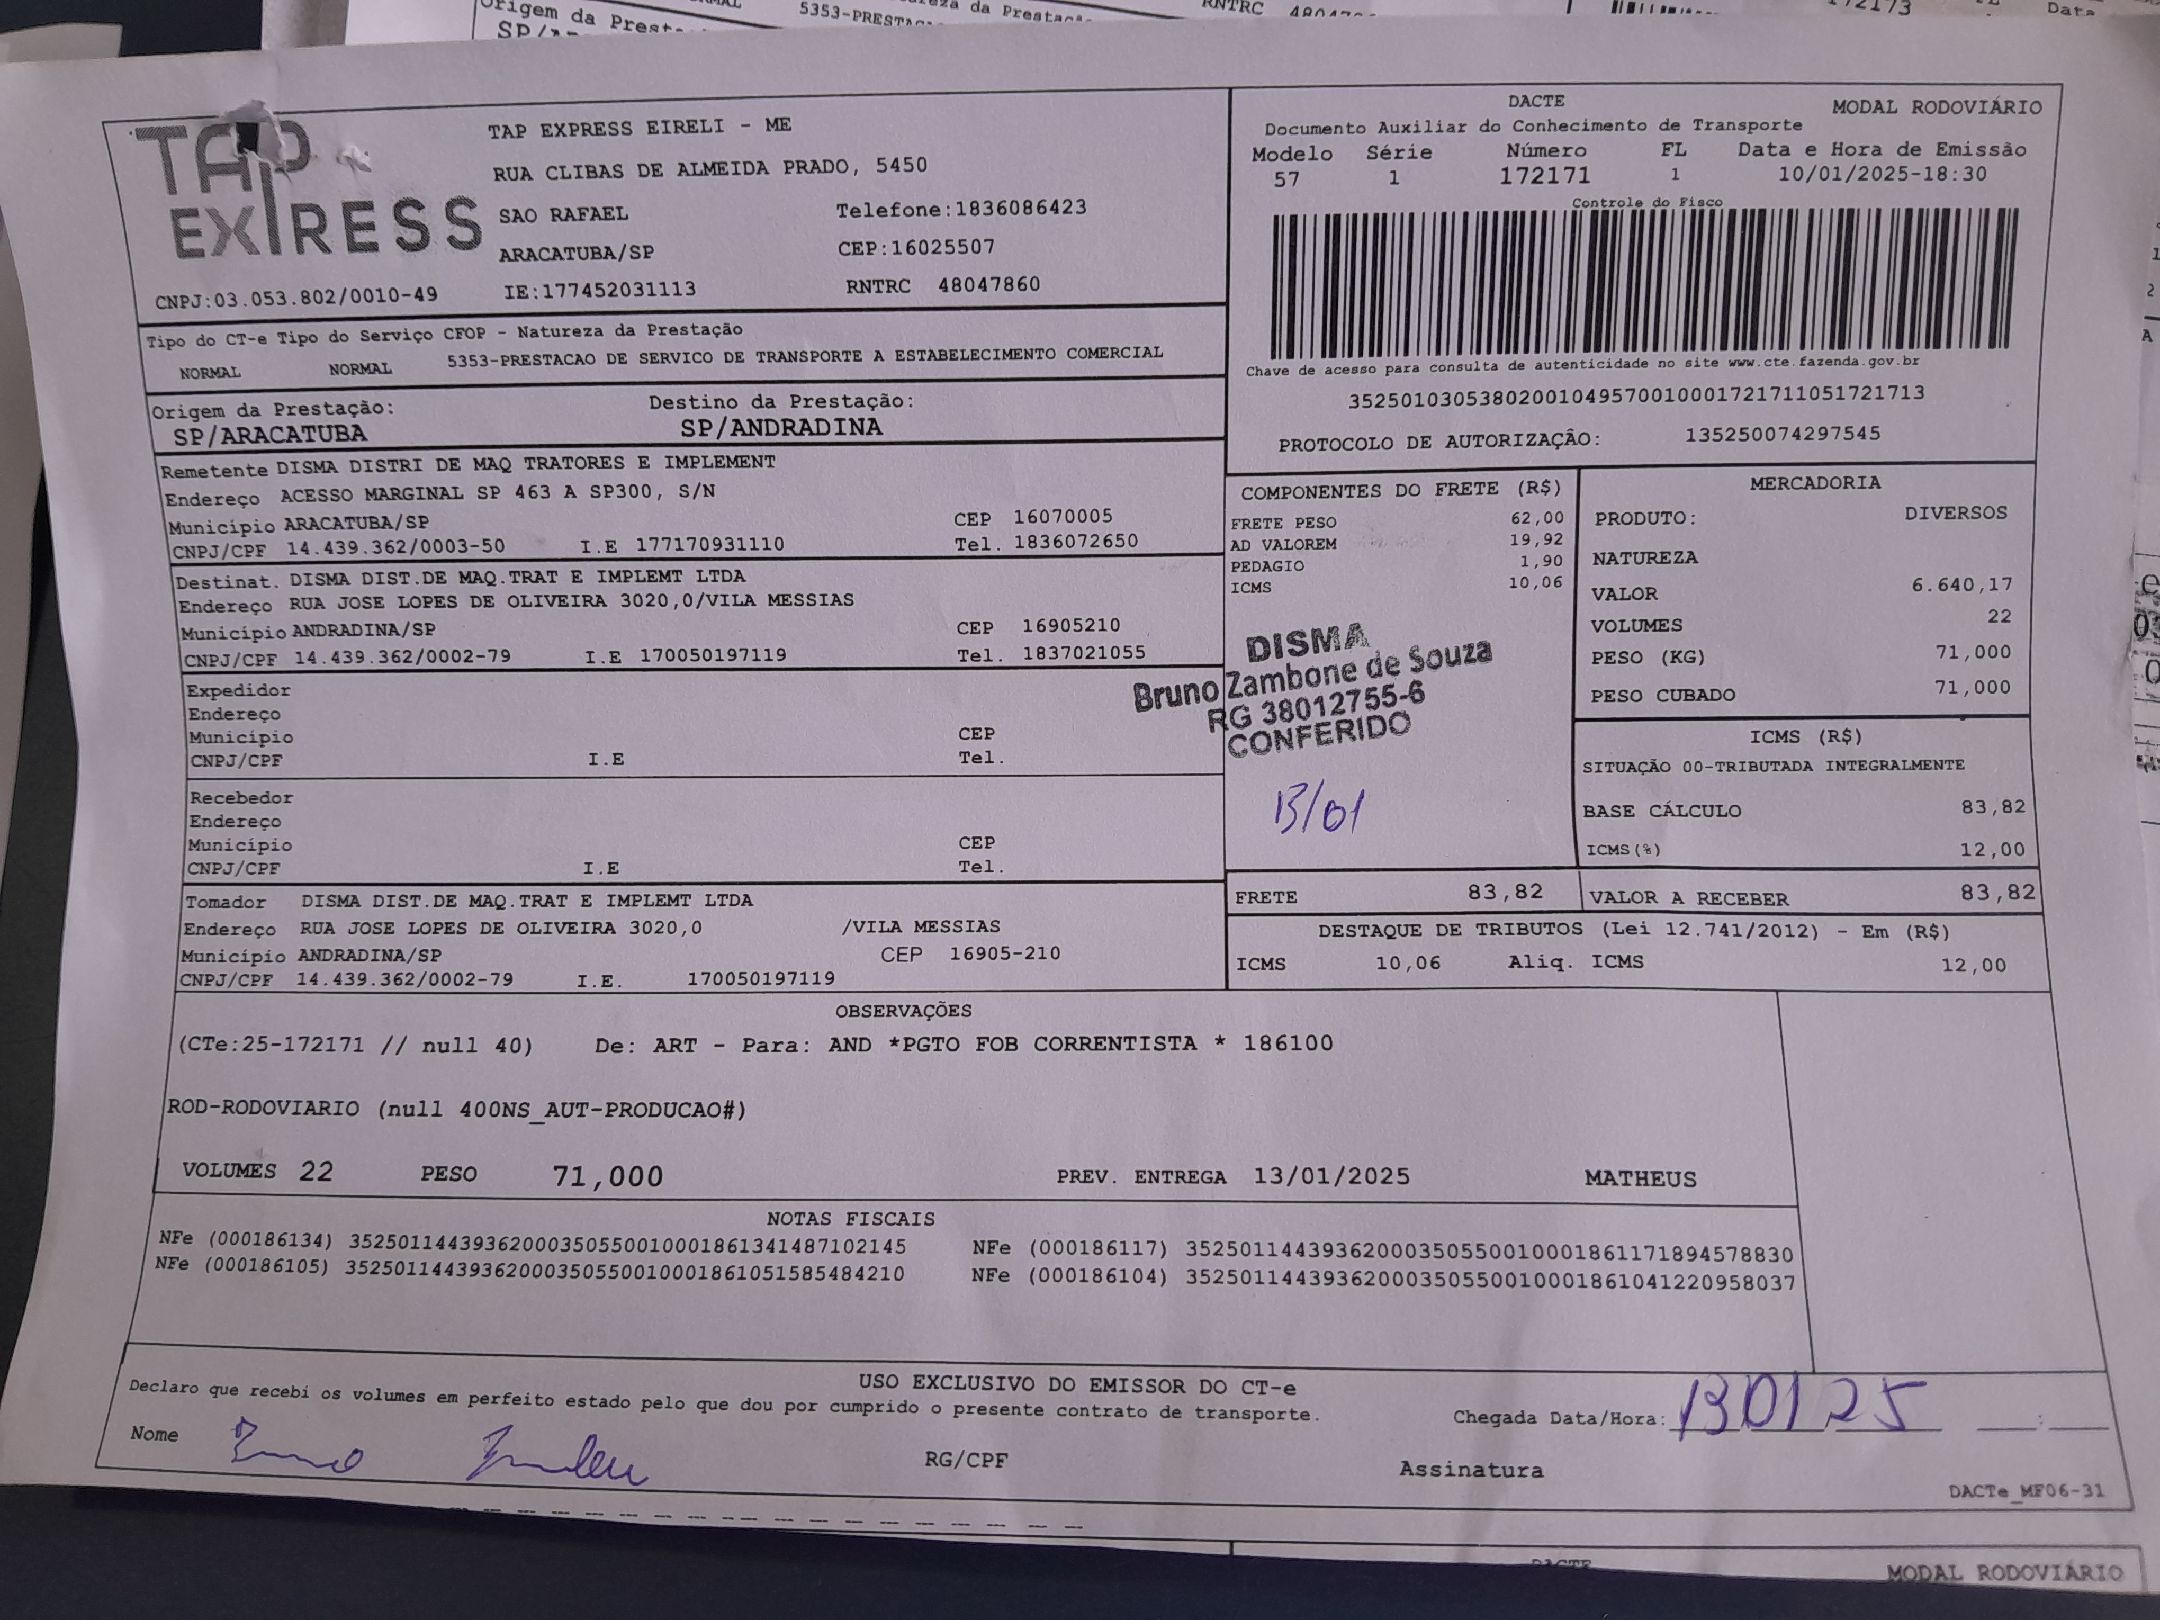 TAP EXPRESS
TAP EXPRESS EIRELI - ME
RUA CLIBAS DE ALMEIDA PRADO, 5450
SAO RAFAEL Telefone:1836086423
ARACATUBA/SP CEP:16025507
CNPJ:03.053.802/0010-49 IE:177452031113 RNTRC 48047860
DACTE MODAL RODOVIÁRIO
Documento Auxiliar do Conhecimento de Transporte
Modelo Série Número FL Data e Hora de Emissão
57 1 172171 1 10/01/2025-18:30
Controle do Fisco
Chave de acesso para consulta de autenticidade no site www.cte.fazenda.gov.br
35250103053802001049570010001721711051721713
PROTOCOLO DE AUTORIZAÇÃO: 135250074297545
Tipo do CT-e Tipo do Serviço CFOP - Natureza da Prestação
NORMAL NORMAL 5353-PRESTACAO DE SERVICO DE TRANSPORTE A ESTABELECIMENTO COMERCIAL
Origem da Prestação: Destino da Prestação:
SP/ARACATUBA SP/ANDRADINA
Remetente DISMA DISTRI DE MAQ TRATORES E IMPLEMENT
Endereço ACESSO MARGINAL SP 463 A SP300, S/N
Município ARACATUBA/SP CEP 16070005
CNPJ/CPF 14.439.362/0003-50 I.E 177170931110 Tel. 1836072650
Destinat. DISMA DIST.DE MAQ.TRAT E IMPLEMT LTDA
Endereço RUA JOSE LOPES DE OLIVEIRA 3020,0/VILA MESSIAS
Município ANDRADINA/SP CEP 16905210
CNPJ/CPF 14.439.362/0002-79 I.E 170050197119 Tel. 1837021055
Expedidor
Endereço
Município CEP
CNPJ/CPF I.E Tel.
Recebedor
Endereço
Município CEP
CNPJ/CPF I.E Tel.
Tomador DISMA DIST.DE MAQ.TRAT E IMPLEMT LTDA
Endereço RUA JOSE LOPES DE OLIVEIRA 3020,0 /VILA MESSIAS
Município ANDRADINA/SP CEP 16905-210
CNPJ/CPF 14.439.362/0002-79 I.E. 170050197119
COMPONENTES DO FRETE (R$)
FRETE PESO 62,00
AD VALOREM 19,92
PEDAGIO 1,90
ICMS 10,06
DISMA
Bruno Zambone de Souza
RG 38012755-6
CONFERIDO
13/01
MERCADORIA
PRODUTO: DIVERSOS
NATUREZA
VALOR 6.640,17
VOLUMES 22
PESO (KG) 71,000
PESO CUBADO 71,000
ICMS (R$)
SITUAÇÃO 00-TRIBUTADA INTEGRALMENTE
BASE CÁLCULO 83,82
ICMS(%) 12,00
FRETE 83,82 VALOR A RECEBER 83,82
DESTAQUE DE TRIBUTOS (Lei 12.741/2012) - Em (R$)
ICMS 10,06 Aliq. ICMS 12,00
OBSERVAÇÕES
(CTe:25-172171 // null 40) De: ART - Para: AND *PGTO FOB CORRENTISTA * 186100
ROD-RODOVIARIO (null 400NS_AUT-PRODUCAO#)
VOLUMES 22 PESO 71,000 PREV. ENTREGA 13/01/2025 MATHEUS
NOTAS FISCAIS
NFe (000186134) 35250114439362000350550010001861341487102145 NFe (000186117) 35250114439362000350550010001861171894578830
NFe (000186105) 35250114439362000350550010001861051585484210 NFe (000186104) 35250114439362000350550010001861041220958037
USO EXCLUSIVO DO EMISSOR DO CT-e
Declaro que recebi os volumes em perfeito estado pelo que dou por cumprido o presente contrato de transporte.
Chegada Data/Hora: 13 01 25 :
Nome Bruno RG/CPF Assinatura
DACTe_MF06-31
MODAL RODOVIÁRIO